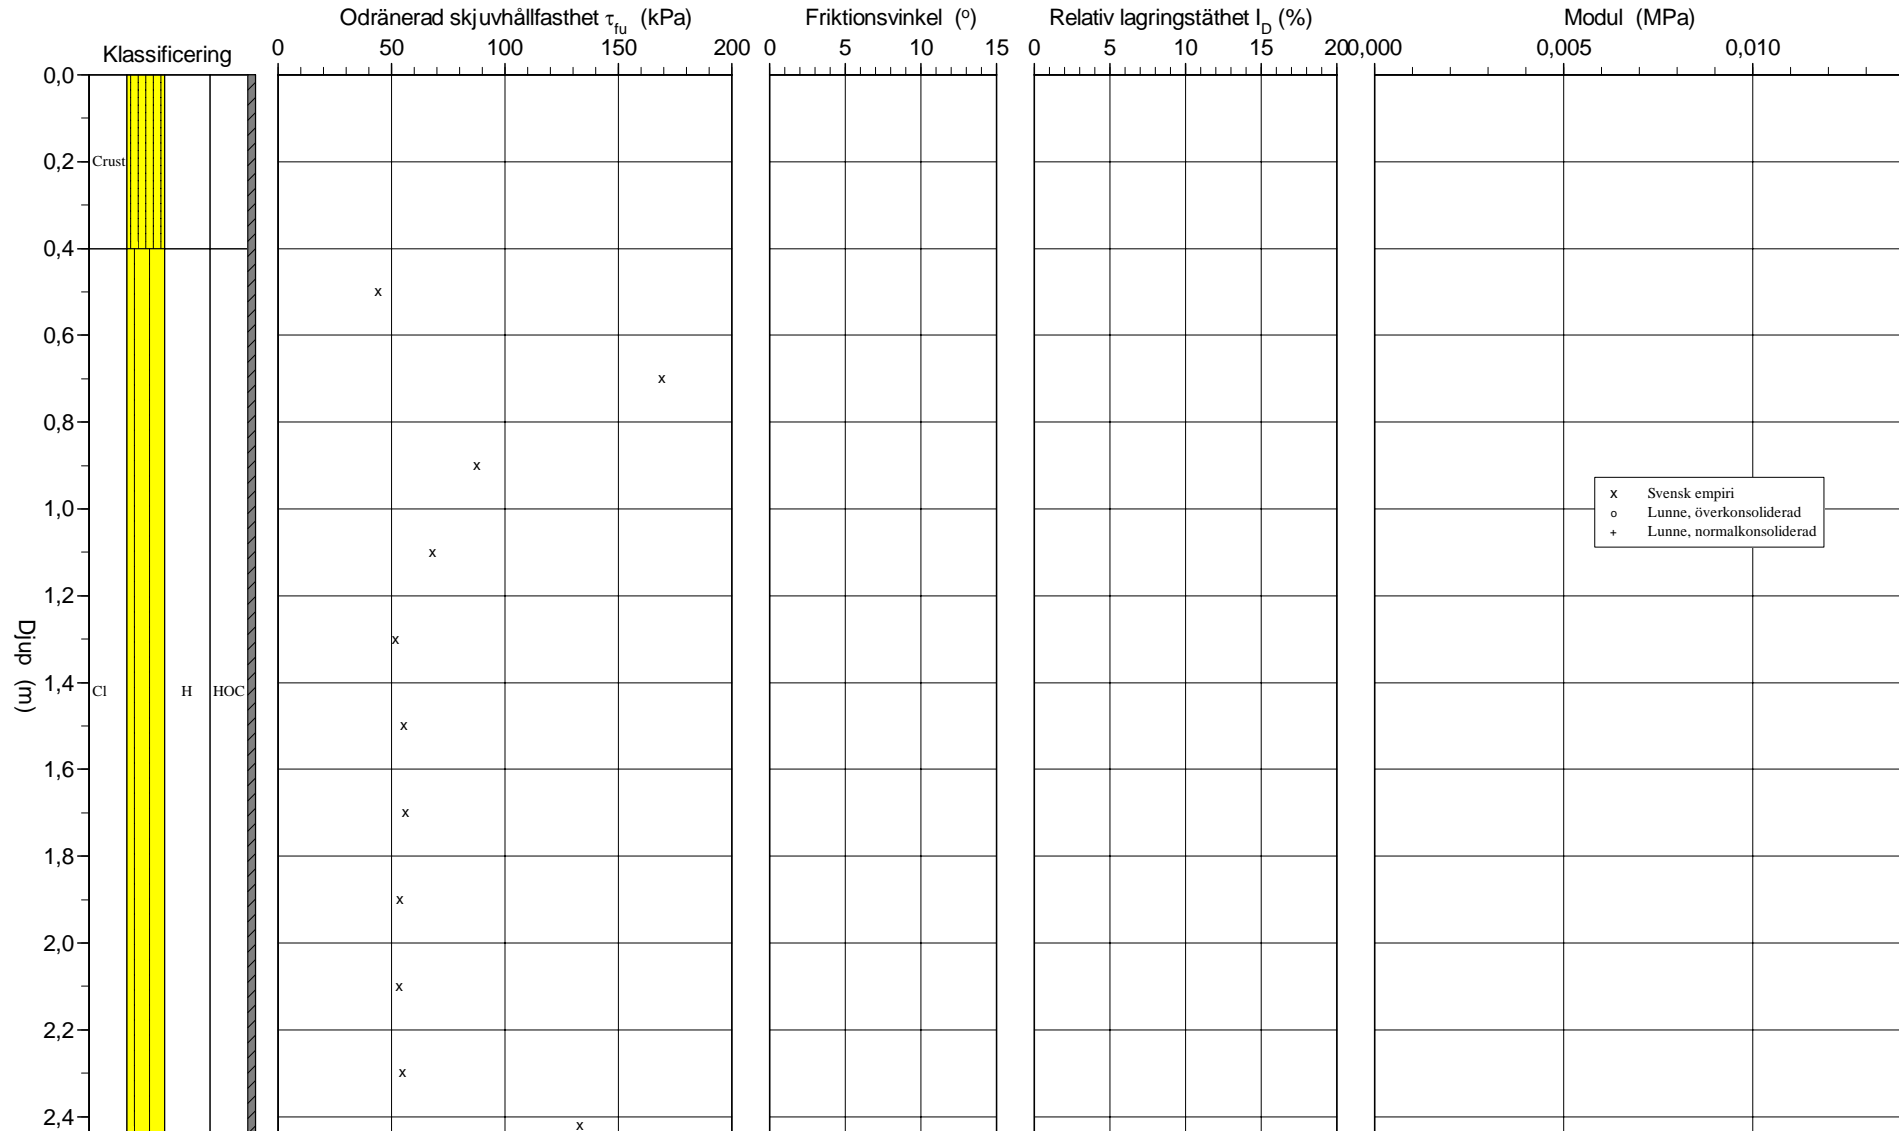 Klassificering
Odränerad skjuvhållfasthet τfu (kPa)
Friktionsvinkel (o)
Relativ lagringstäthet ID (%)
Modul (MPa)
0 50 100 150 200
0 5 10 15
0 5 10 15 20
0,000 0,005 0,010
Djup (m)
0,0
0,2
0,4
0,6
0,8
1,0
1,2
1,4
1,6
1,8
2,0
2,2
2,4
Crust
Cl H HOC
x Svensk empiri
o Lunne, överkonsoliderad
+ Lunne, normalkonsoliderad